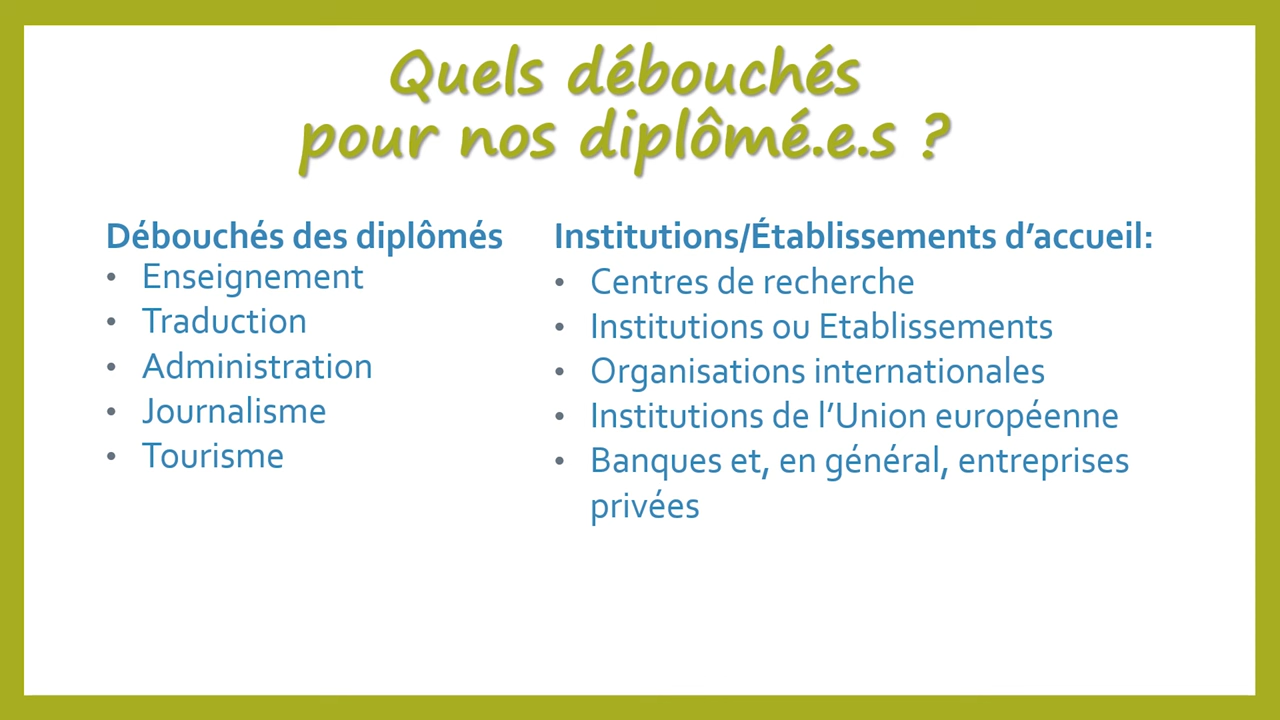 Quels débouchés
pour nos diplômé.e.s ?
Débouchés des diplômés
• Enseignement
• Traduction
• Administration
• Journalisme
• Tourisme
Institutions/Établissements d’accueil:
• Centres de recherche
• Institutions ou Etablissements
• Organisations internationales
• Institutions de l’Union européenne
• Banques et, en général, entreprises
privées